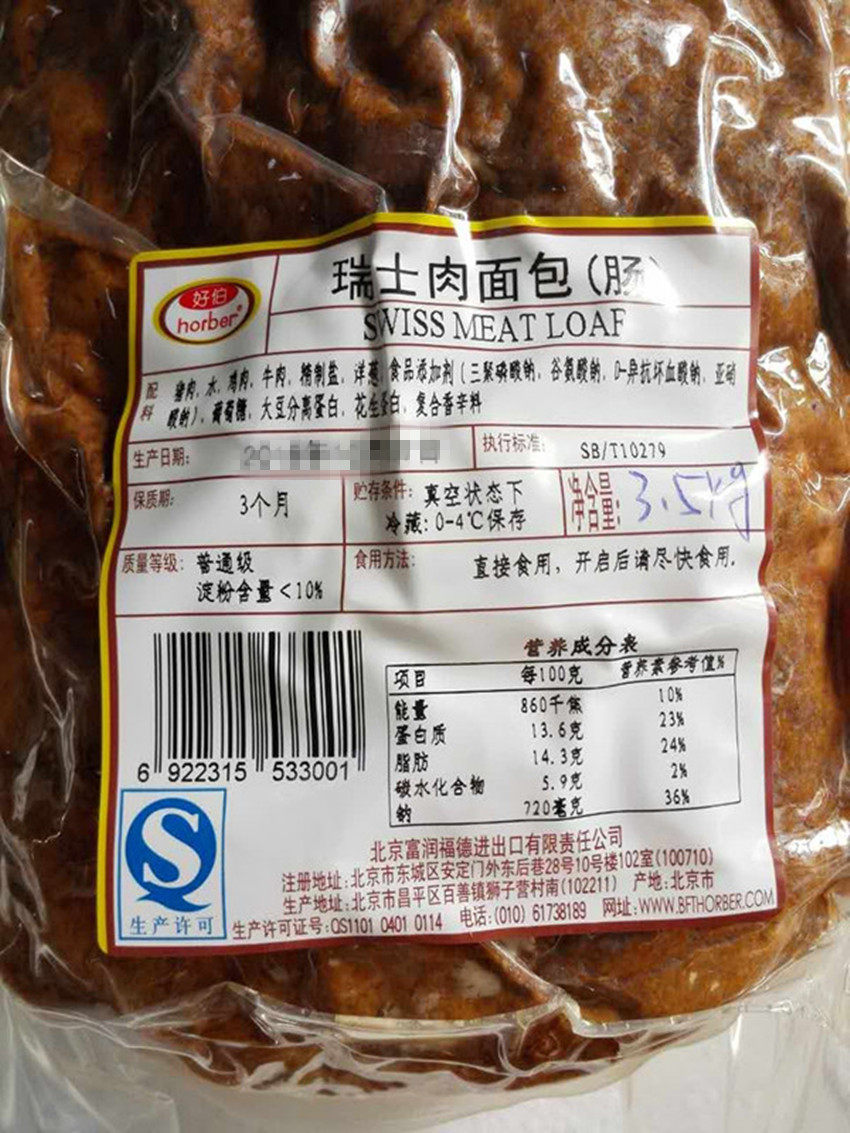 好伯
horber®
瑞士肉面包(肠)
SWISS MEAT LOAF
配料 猪肉, 水, 鸡肉, 牛肉, 精制盐, 洋葱, 食品添加剂(三聚磷酸钠, 谷氨酸钠, D-异抗坏血酸钠, 亚硝
酸钠), 葡萄糖, 大豆分离蛋白, 花生蛋白, 复合香辛料
生产日期:
执行标准: SB/T10279
保质期: 3个月
贮存条件: 真空状态下
冷藏: 0-4℃保存
净含量: 3.5kg
质量等级: 普通级
淀粉含量<10%
食用方法: 直接食用, 开启后请尽快食用.
营养成分表
项目 每100克 营养素参考值%
能量 860千焦 10%
蛋白质 13.6克 23%
脂肪 14.3克 24%
碳水化合物 5.9克 2%
钠 720毫克 36%
6 922315 533001
生产许可
北京富润福德进出口有限责任公司
注册地址:北京市东城区安定门外东后巷28号10号楼102室(100710)
生产地址:北京市昌平区百善镇狮子营村南(102211) 产地:北京市
生产许可证号:QS1101 0401 0114 电话:(010) 61738189 网址:WWW.BFTHORBER.COM